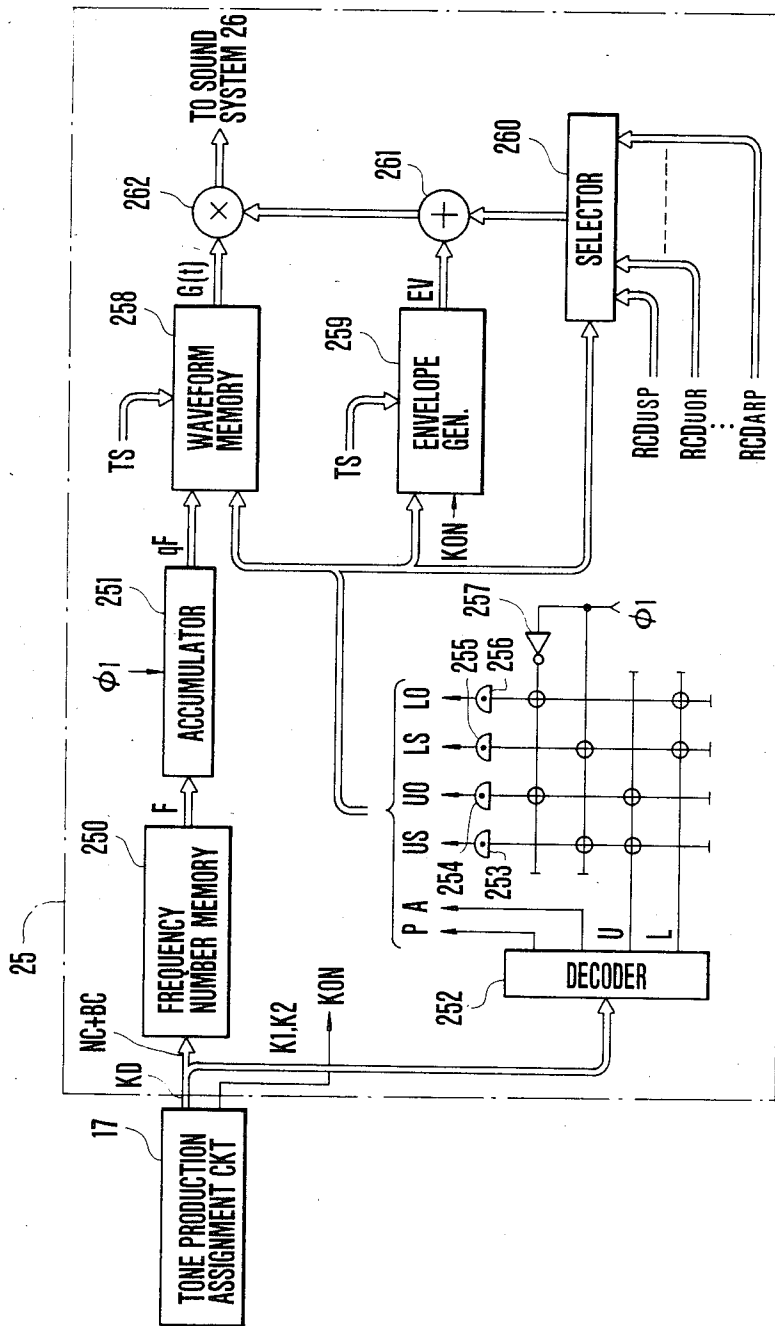 25
17
TONE PRODUCTION
ASSIGNMENT CKT
KD
NC+BC
K1,K2
KON
250
FREQUENCY
NUMBER MEMORY
F
ϕ1
251
ACCUMULATOR
qF
TS
258
WAVEFORM
MEMORY
G(t)
262
×
TO SOUND
SYSTEM 26
252
DECODER
P A
U
L
US UO LS LO
253
254
255
256
257
ϕ1
TS
259
ENVELOPE
GEN.
KON
EV
261
+
260
SELECTOR
RCDUSP
RCDUOR
RCDARP